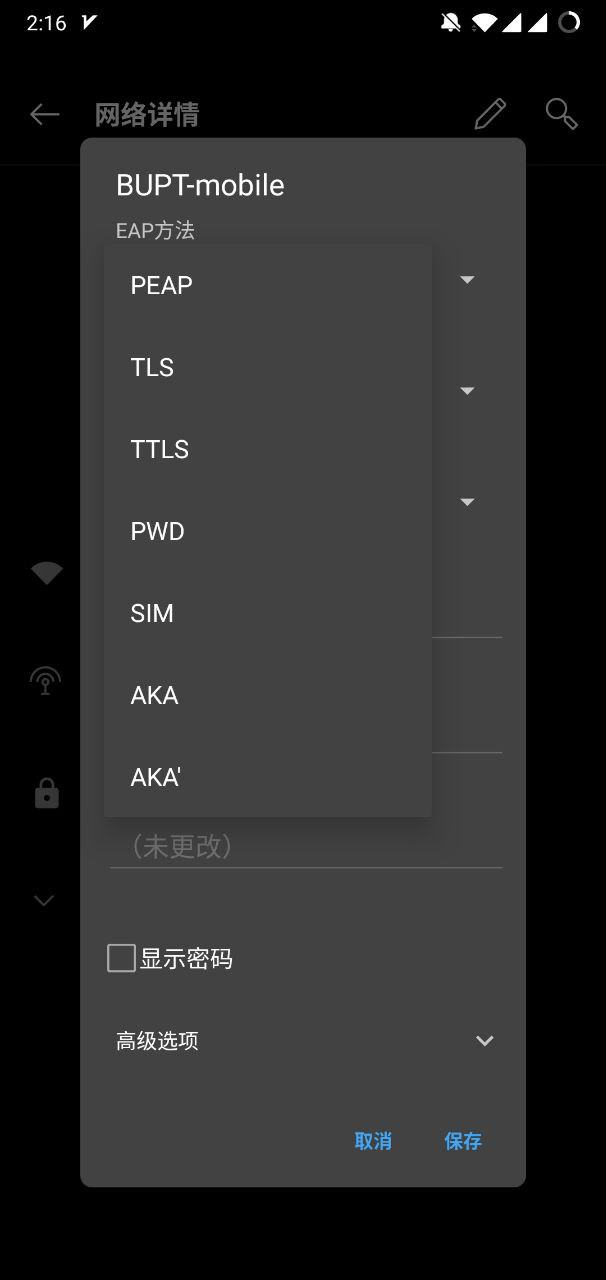 2:16
网络详情
BUPT-mobile
EAP方法
PEAP
TLS
TTLS
PWD
SIM
AKA
AKA'
（未更改）
显示密码
高级选项
取消 保存